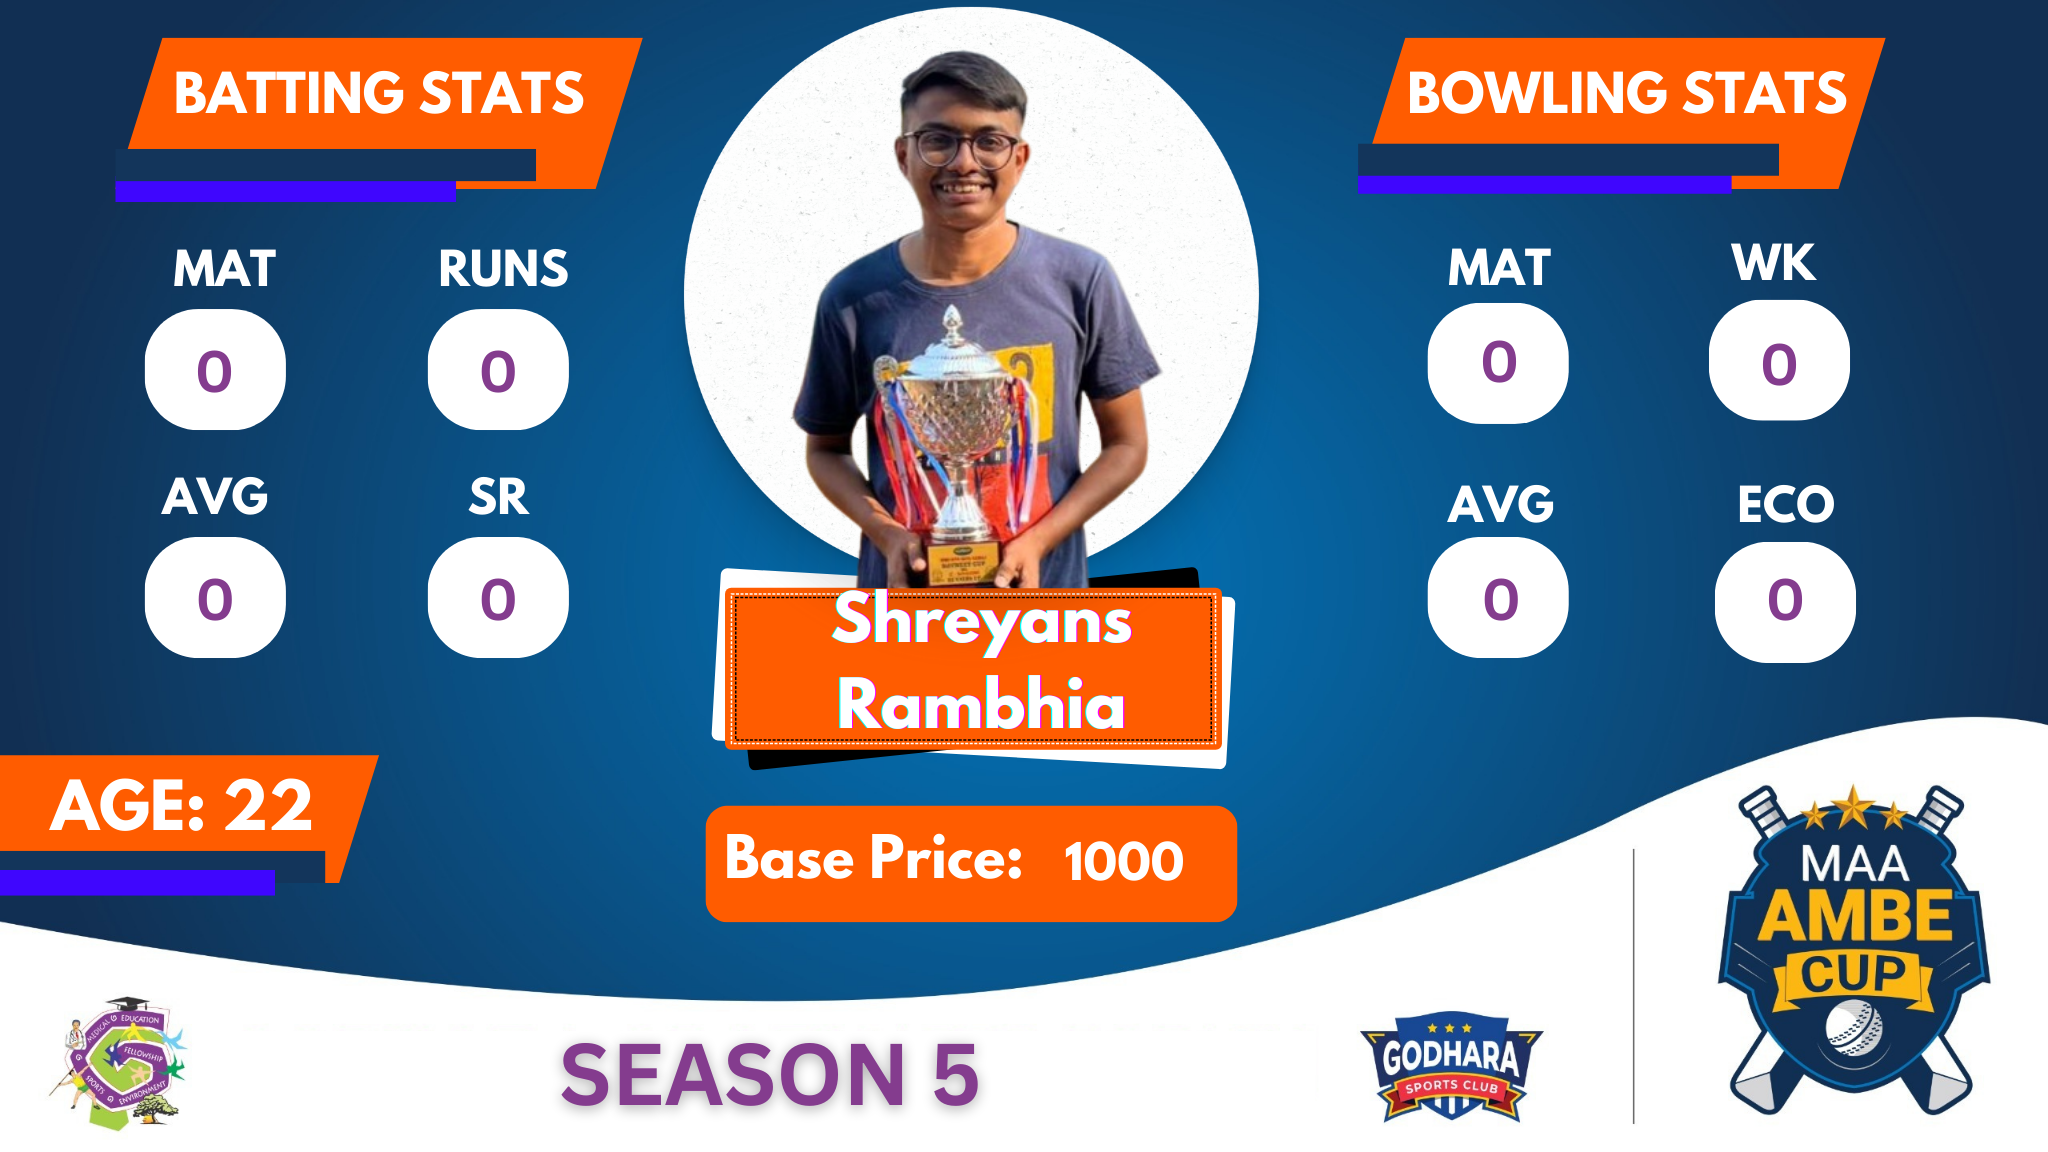 BATTING STATS
MAT
RUNS
0
0
AVG
SR
0
0
BOWLING STATS
MAT
WK
0
0
AVG
ECO
0
0
Shreyans
Rambhia
AGE: 22
Base Price: 1000
SEASON 5
MEDICAL
EDUCATION
FELLOWSHIP
SPORTS
ENVIRONMENT
GODHARA
SPORTS CLUB
MAA
AMBE
CUP